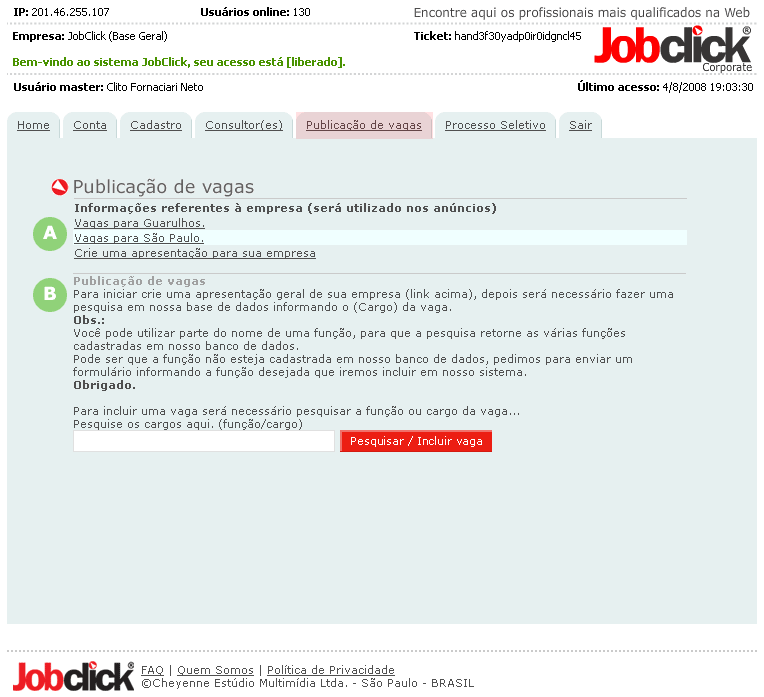 IP: 201.46.255.107 Usuários online: 130 Encontre aqui os profissionais mais qualificados na Web
Empresa: JobClick (Base Geral) Ticket: hand3f30yadp0ir0idgncl45
Jobclick®
Corporate
Bem-vindo ao sistema JobClick, seu acesso está [liberado].
Usuário master: Clito Fornaciari Neto Último acesso: 4/8/2008 19:03:30
Home Conta Cadastro Consultor(es) Publicação de vagas Processo Seletivo Sair
Publicação de vagas
Informações referentes à empresa (será utilizado nos anúncios)
A
Vagas para Guarulhos.
Vagas para São Paulo.
Crie uma apresentação para sua empresa
B
Publicação de vagas
Para iniciar crie uma apresentação geral de sua empresa (link acima), depois será necessário fazer uma
pesquisa em nossa base de dados informando o (Cargo) da vaga.
Obs.:
Você pode utilizar parte do nome de uma função, para que a pesquisa retorne as várias funções
cadastradas em nosso banco de dados.
Pode ser que a função não esteja cadastrada em nosso banco de dados, pedimos para enviar um
formulário informando a função desejada que iremos incluir em nosso sistema.
Obrigado.
Para incluir uma vaga será necessário pesquisar a função ou cargo da vaga...
Pesquise os cargos aqui. (função/cargo)
Pesquisar / Incluir vaga
Jobclick®
FAQ | Quem Somos | Política de Privacidade
©Cheyenne Estúdio Multimídia Ltda. - São Paulo - BRASIL